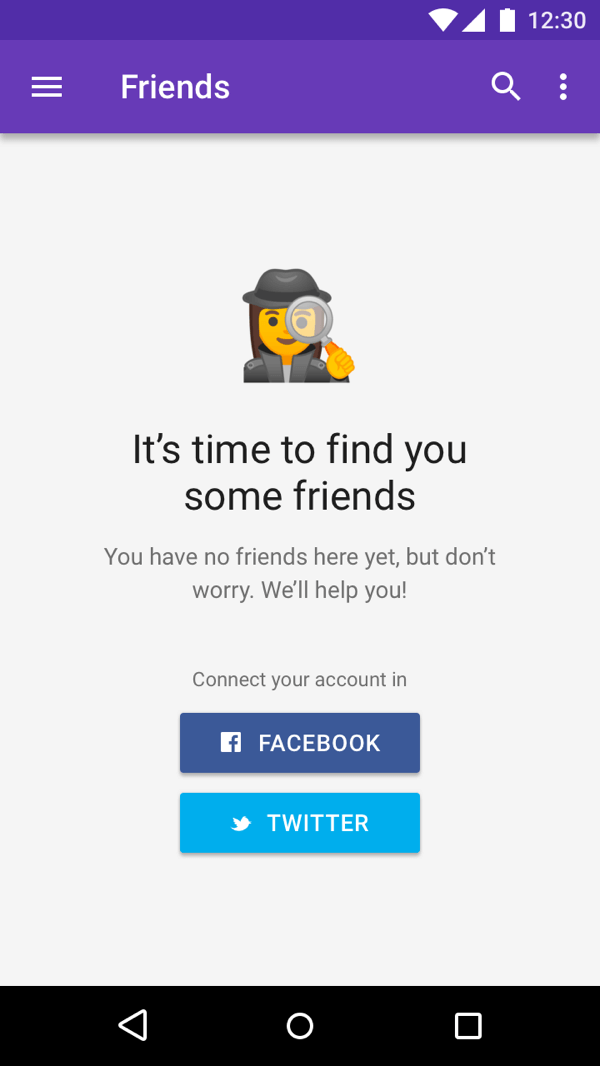 12:30
Friends
It’s time to find you
some friends
You have no friends here yet, but don’t
worry. We’ll help you!
Connect your account in
FACEBOOK
TWITTER